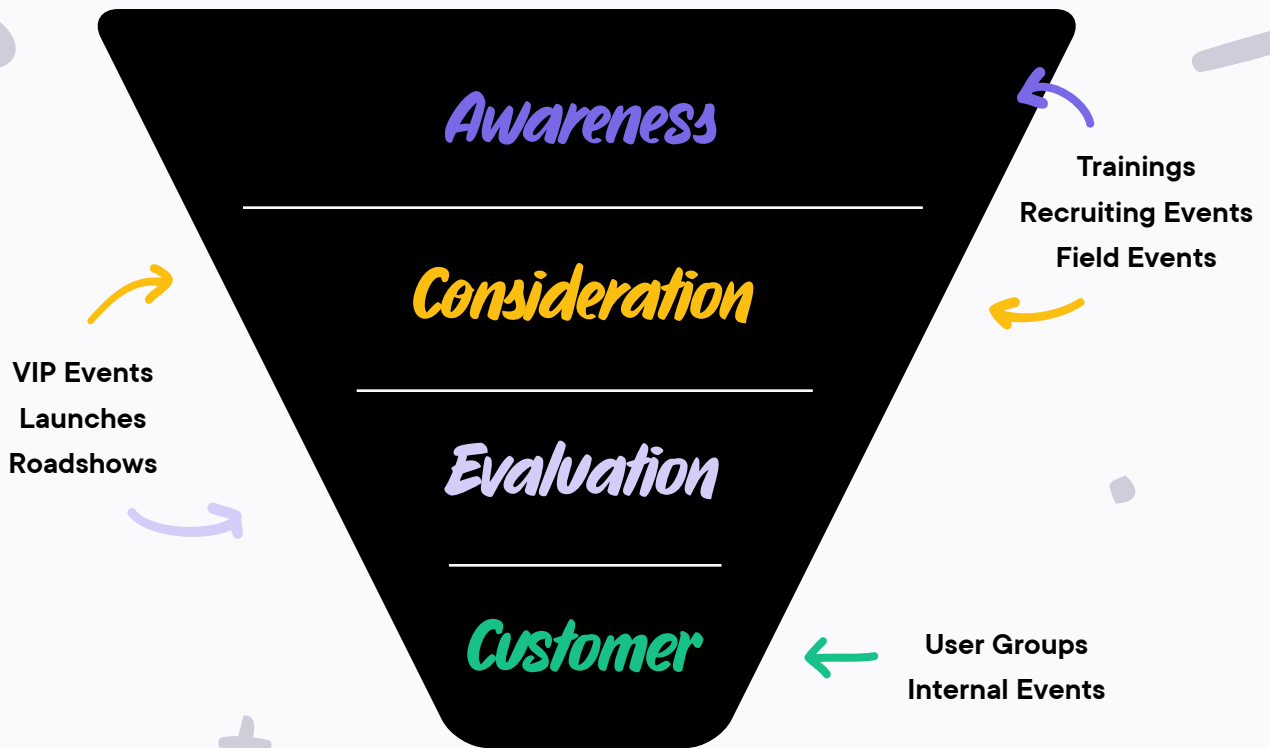 Awareness
Trainings
Recruiting Events
Field Events
Consideration
VIP Events
Launches
Roadshows
Evaluation
Customer
User Groups
Internal Events